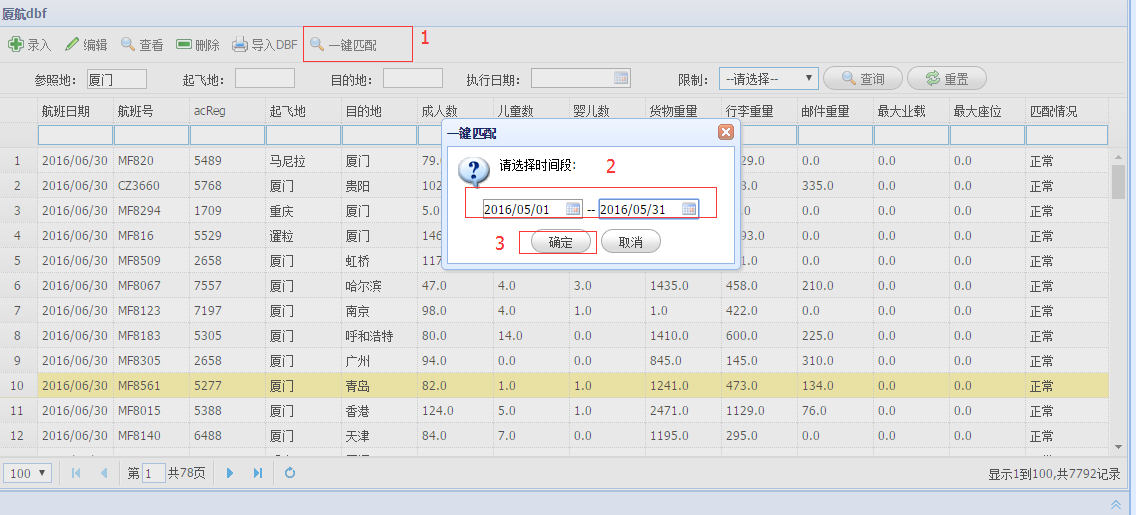 厦航dbf
录入 编辑 查看 删除 导入DBF 一键匹配 1
参照地: 厦门 起飞地: 目的地: 执行日期: 限制: --请选择-- 查询 重置
航班日期 航班号 acReg 起飞地 目的地 成人数 儿童数 婴儿数 货物重量 行李重量 邮件重量 最大业载 最大座位 匹配情况
一键匹配
请选择时间段: 2
2016/05/01 -- 2016/05/31
3 确定 取消
1 2016/06/30 MF820 5489 马尼拉 厦门 0.0 0.0 0.0 正常
2 2016/06/30 CZ3660 5768 厦门 贵阳 335.0 0.0 0.0 正常
3 2016/06/30 MF8294 1709 重庆 厦门 0.0 0.0 0.0 正常
4 2016/06/30 MF816 5529 暹粒 厦门 0.0 0.0 0.0 正常
5 2016/06/30 MF8509 2658 厦门 虹桥 0.0 0.0 0.0 正常
6 2016/06/30 MF8067 7557 厦门 哈尔滨 47.0 4.0 3.0 1435.0 458.0 210.0 0.0 0.0 正常
7 2016/06/30 MF8123 7197 厦门 南京 98.0 4.0 1.0 1.0 422.0 0.0 0.0 0.0 正常
8 2016/06/30 MF8183 5305 厦门 呼和浩特 80.0 14.0 0.0 1410.0 600.0 225.0 0.0 0.0 正常
9 2016/06/30 MF8305 2658 厦门 广州 94.0 0.0 0.0 845.0 145.0 310.0 0.0 0.0 正常
10 2016/06/30 MF8561 5277 厦门 青岛 82.0 1.0 1.0 1241.0 473.0 134.0 0.0 0.0 正常
11 2016/06/30 MF8015 5388 厦门 香港 124.0 5.0 1.0 2471.0 1129.0 76.0 0.0 0.0 正常
12 2016/06/30 MF8140 6488 厦门 天津 84.0 7.0 0.0 1195.0 295.0 0.0 0.0 0.0 正常
100 第 1 共78页 显示1到100,共7792记录